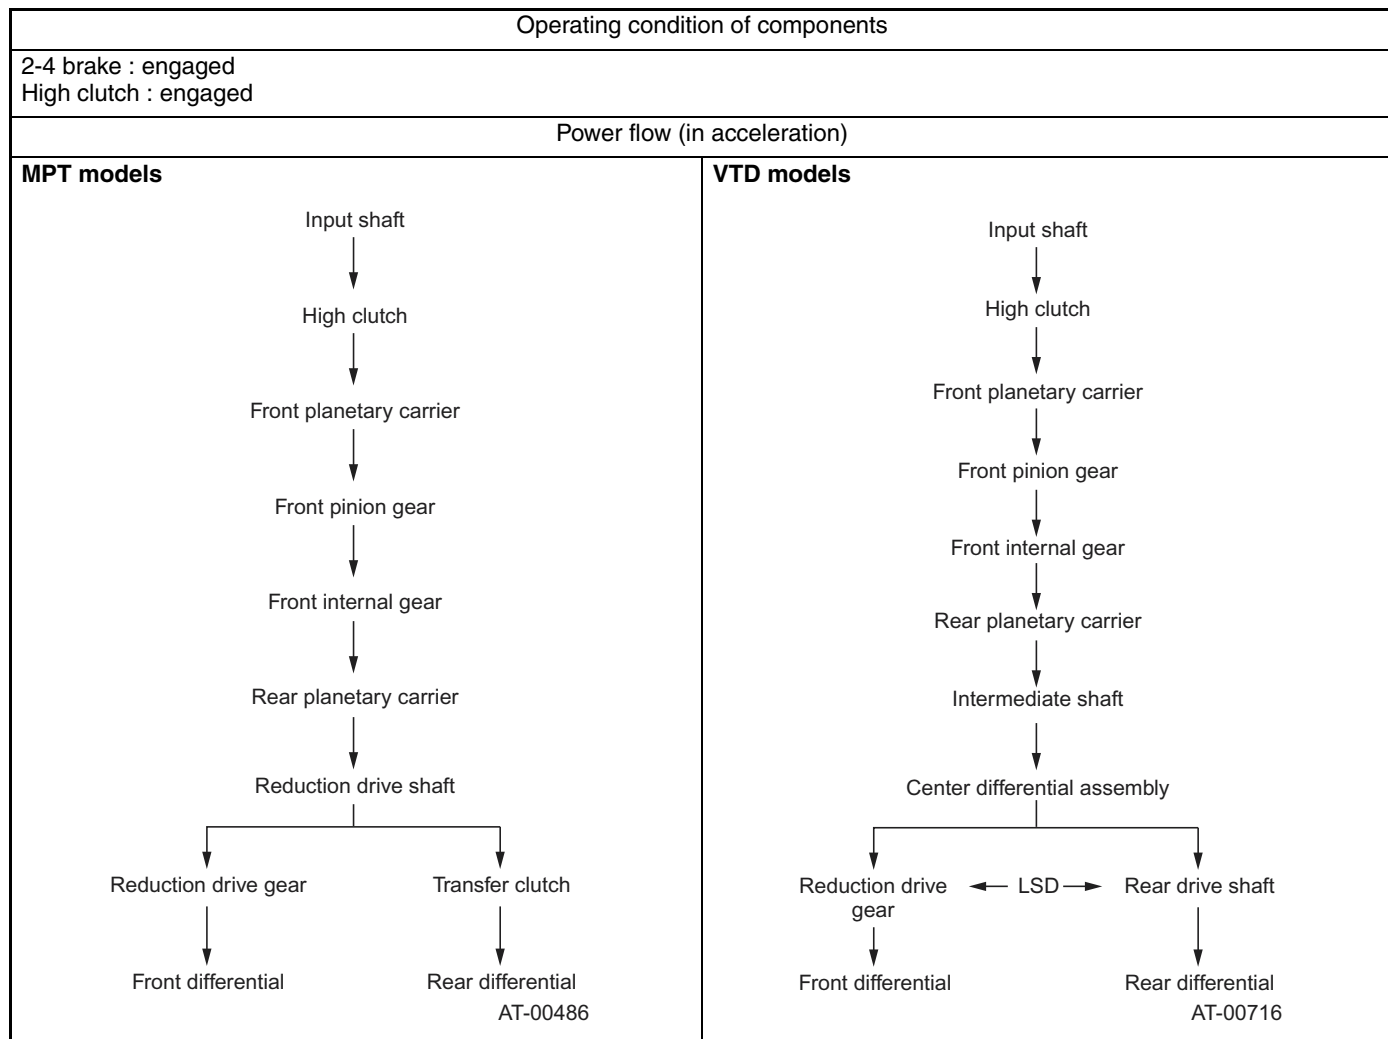 Operating condition of components
2-4 brake : engaged
High clutch : engaged
Power flow (in acceleration)
MPT models
Input shaft
High clutch
Front planetary carrier
Front pinion gear
Front internal gear
Rear planetary carrier
Reduction drive shaft
Reduction drive gear
Transfer clutch
Front differential
Rear differential
AT-00486
VTD models
Input shaft
High clutch
Front planetary carrier
Front pinion gear
Front internal gear
Rear planetary carrier
Intermediate shaft
Center differential assembly
Reduction drive
gear
LSD
Rear drive shaft
Front differential
Rear differential
AT-00716